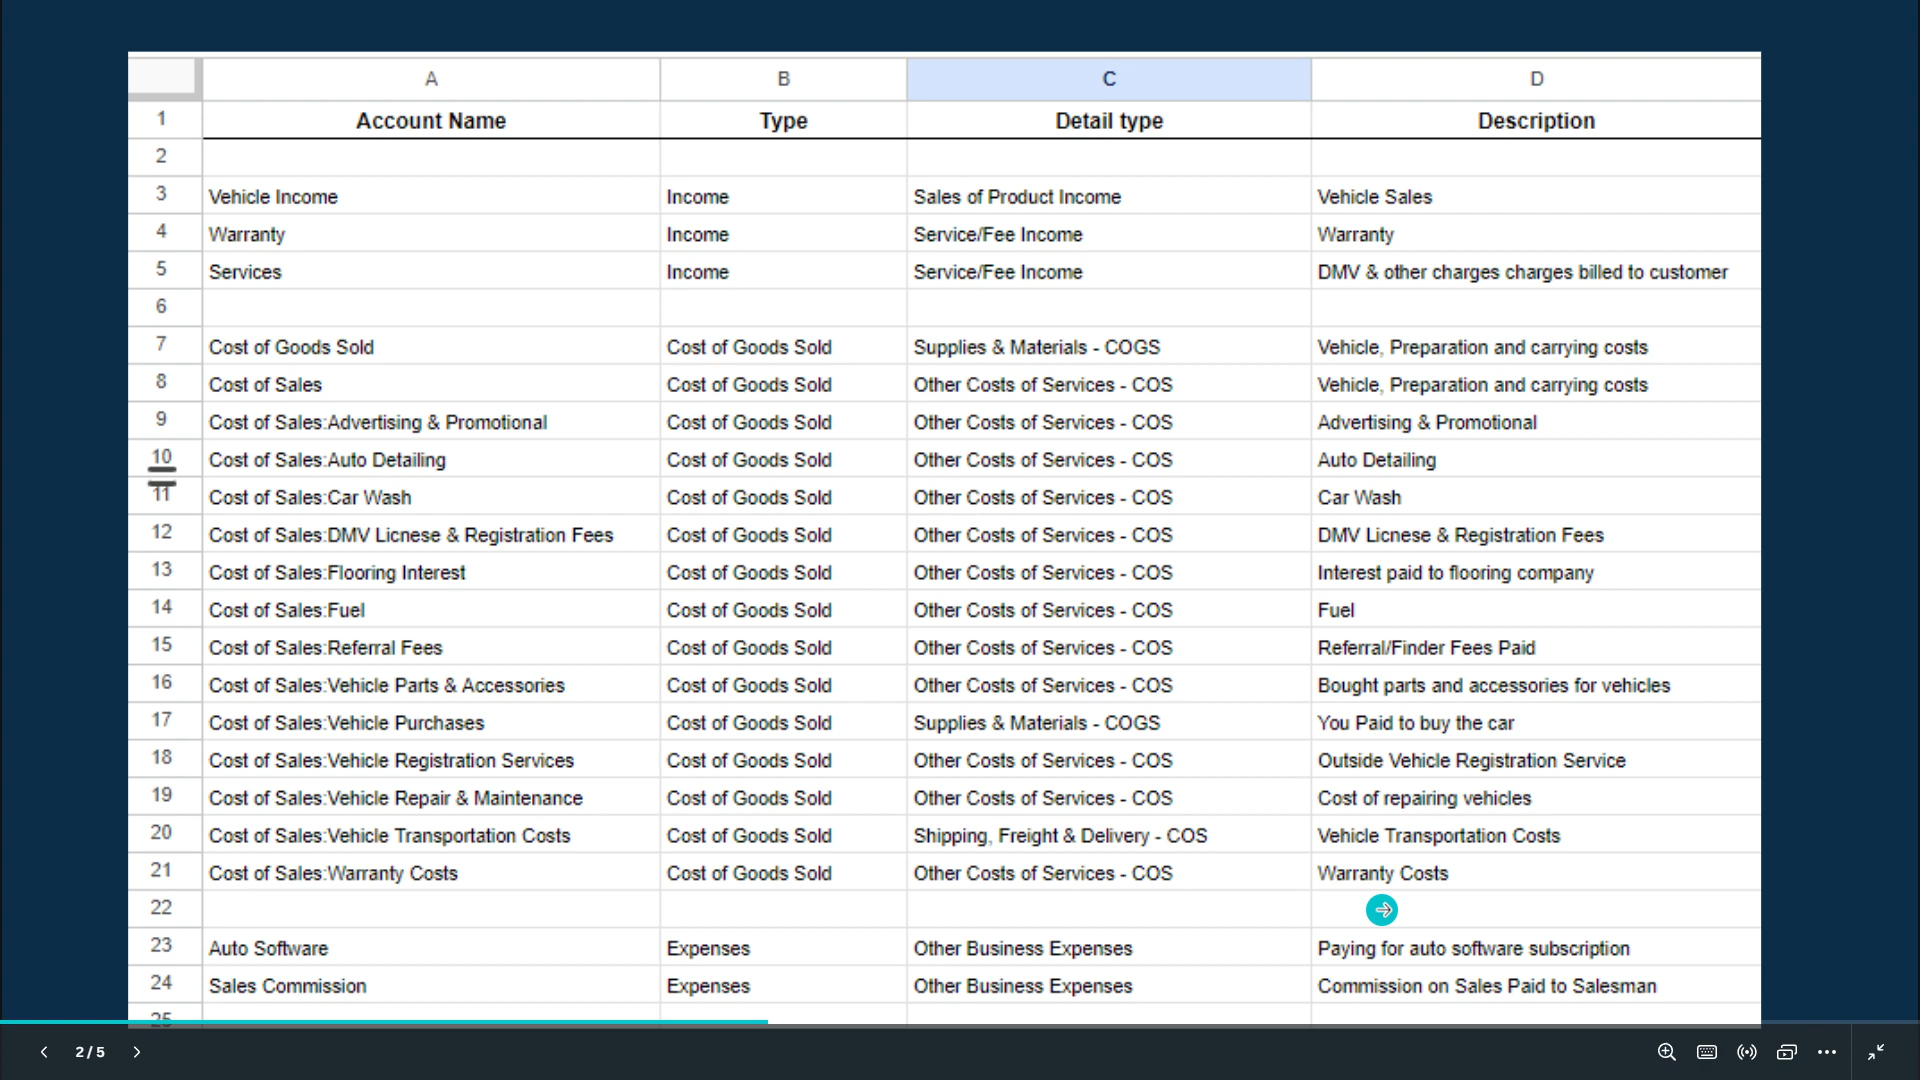 A B C D
1 Account Name Type Detail type Description
2
3 Vehicle Income Income Sales of Product Income Vehicle Sales
4 Warranty Income Service/Fee Income Warranty
5 Services Income Service/Fee Income DMV & other charges charges billed to customer
6
7 Cost of Goods Sold Cost of Goods Sold Supplies & Materials - COGS Vehicle, Preparation and carrying costs
8 Cost of Sales Cost of Goods Sold Other Costs of Services - COS Vehicle, Preparation and carrying costs
9 Cost of Sales:Advertising & Promotional Cost of Goods Sold Other Costs of Services - COS Advertising & Promotional
10 Cost of Sales:Auto Detailing Cost of Goods Sold Other Costs of Services - COS Auto Detailing
11 Cost of Sales:Car Wash Cost of Goods Sold Other Costs of Services - COS Car Wash
12 Cost of Sales:DMV Licnese & Registration Fees Cost of Goods Sold Other Costs of Services - COS DMV Licnese & Registration Fees
13 Cost of Sales:Flooring Interest Cost of Goods Sold Other Costs of Services - COS Interest paid to flooring company
14 Cost of Sales:Fuel Cost of Goods Sold Other Costs of Services - COS Fuel
15 Cost of Sales:Referral Fees Cost of Goods Sold Other Costs of Services - COS Referral/Finder Fees Paid
16 Cost of Sales:Vehicle Parts & Accessories Cost of Goods Sold Other Costs of Services - COS Bought parts and accessories for vehicles
17 Cost of Sales:Vehicle Purchases Cost of Goods Sold Supplies & Materials - COGS You Paid to buy the car
18 Cost of Sales:Vehicle Registration Services Cost of Goods Sold Other Costs of Services - COS Outside Vehicle Registration Service
19 Cost of Sales:Vehicle Repair & Maintenance Cost of Goods Sold Other Costs of Services - COS Cost of repairing vehicles
20 Cost of Sales:Vehicle Transportation Costs Cost of Goods Sold Shipping, Freight & Delivery - COS Vehicle Transportation Costs
21 Cost of Sales:Warranty Costs Cost of Goods Sold Other Costs of Services - COS Warranty Costs
22
23 Auto Software Expenses Other Business Expenses Paying for auto software subscription
24 Sales Commission Expenses Other Business Expenses Commission on Sales Paid to Salesman
25
2 / 5